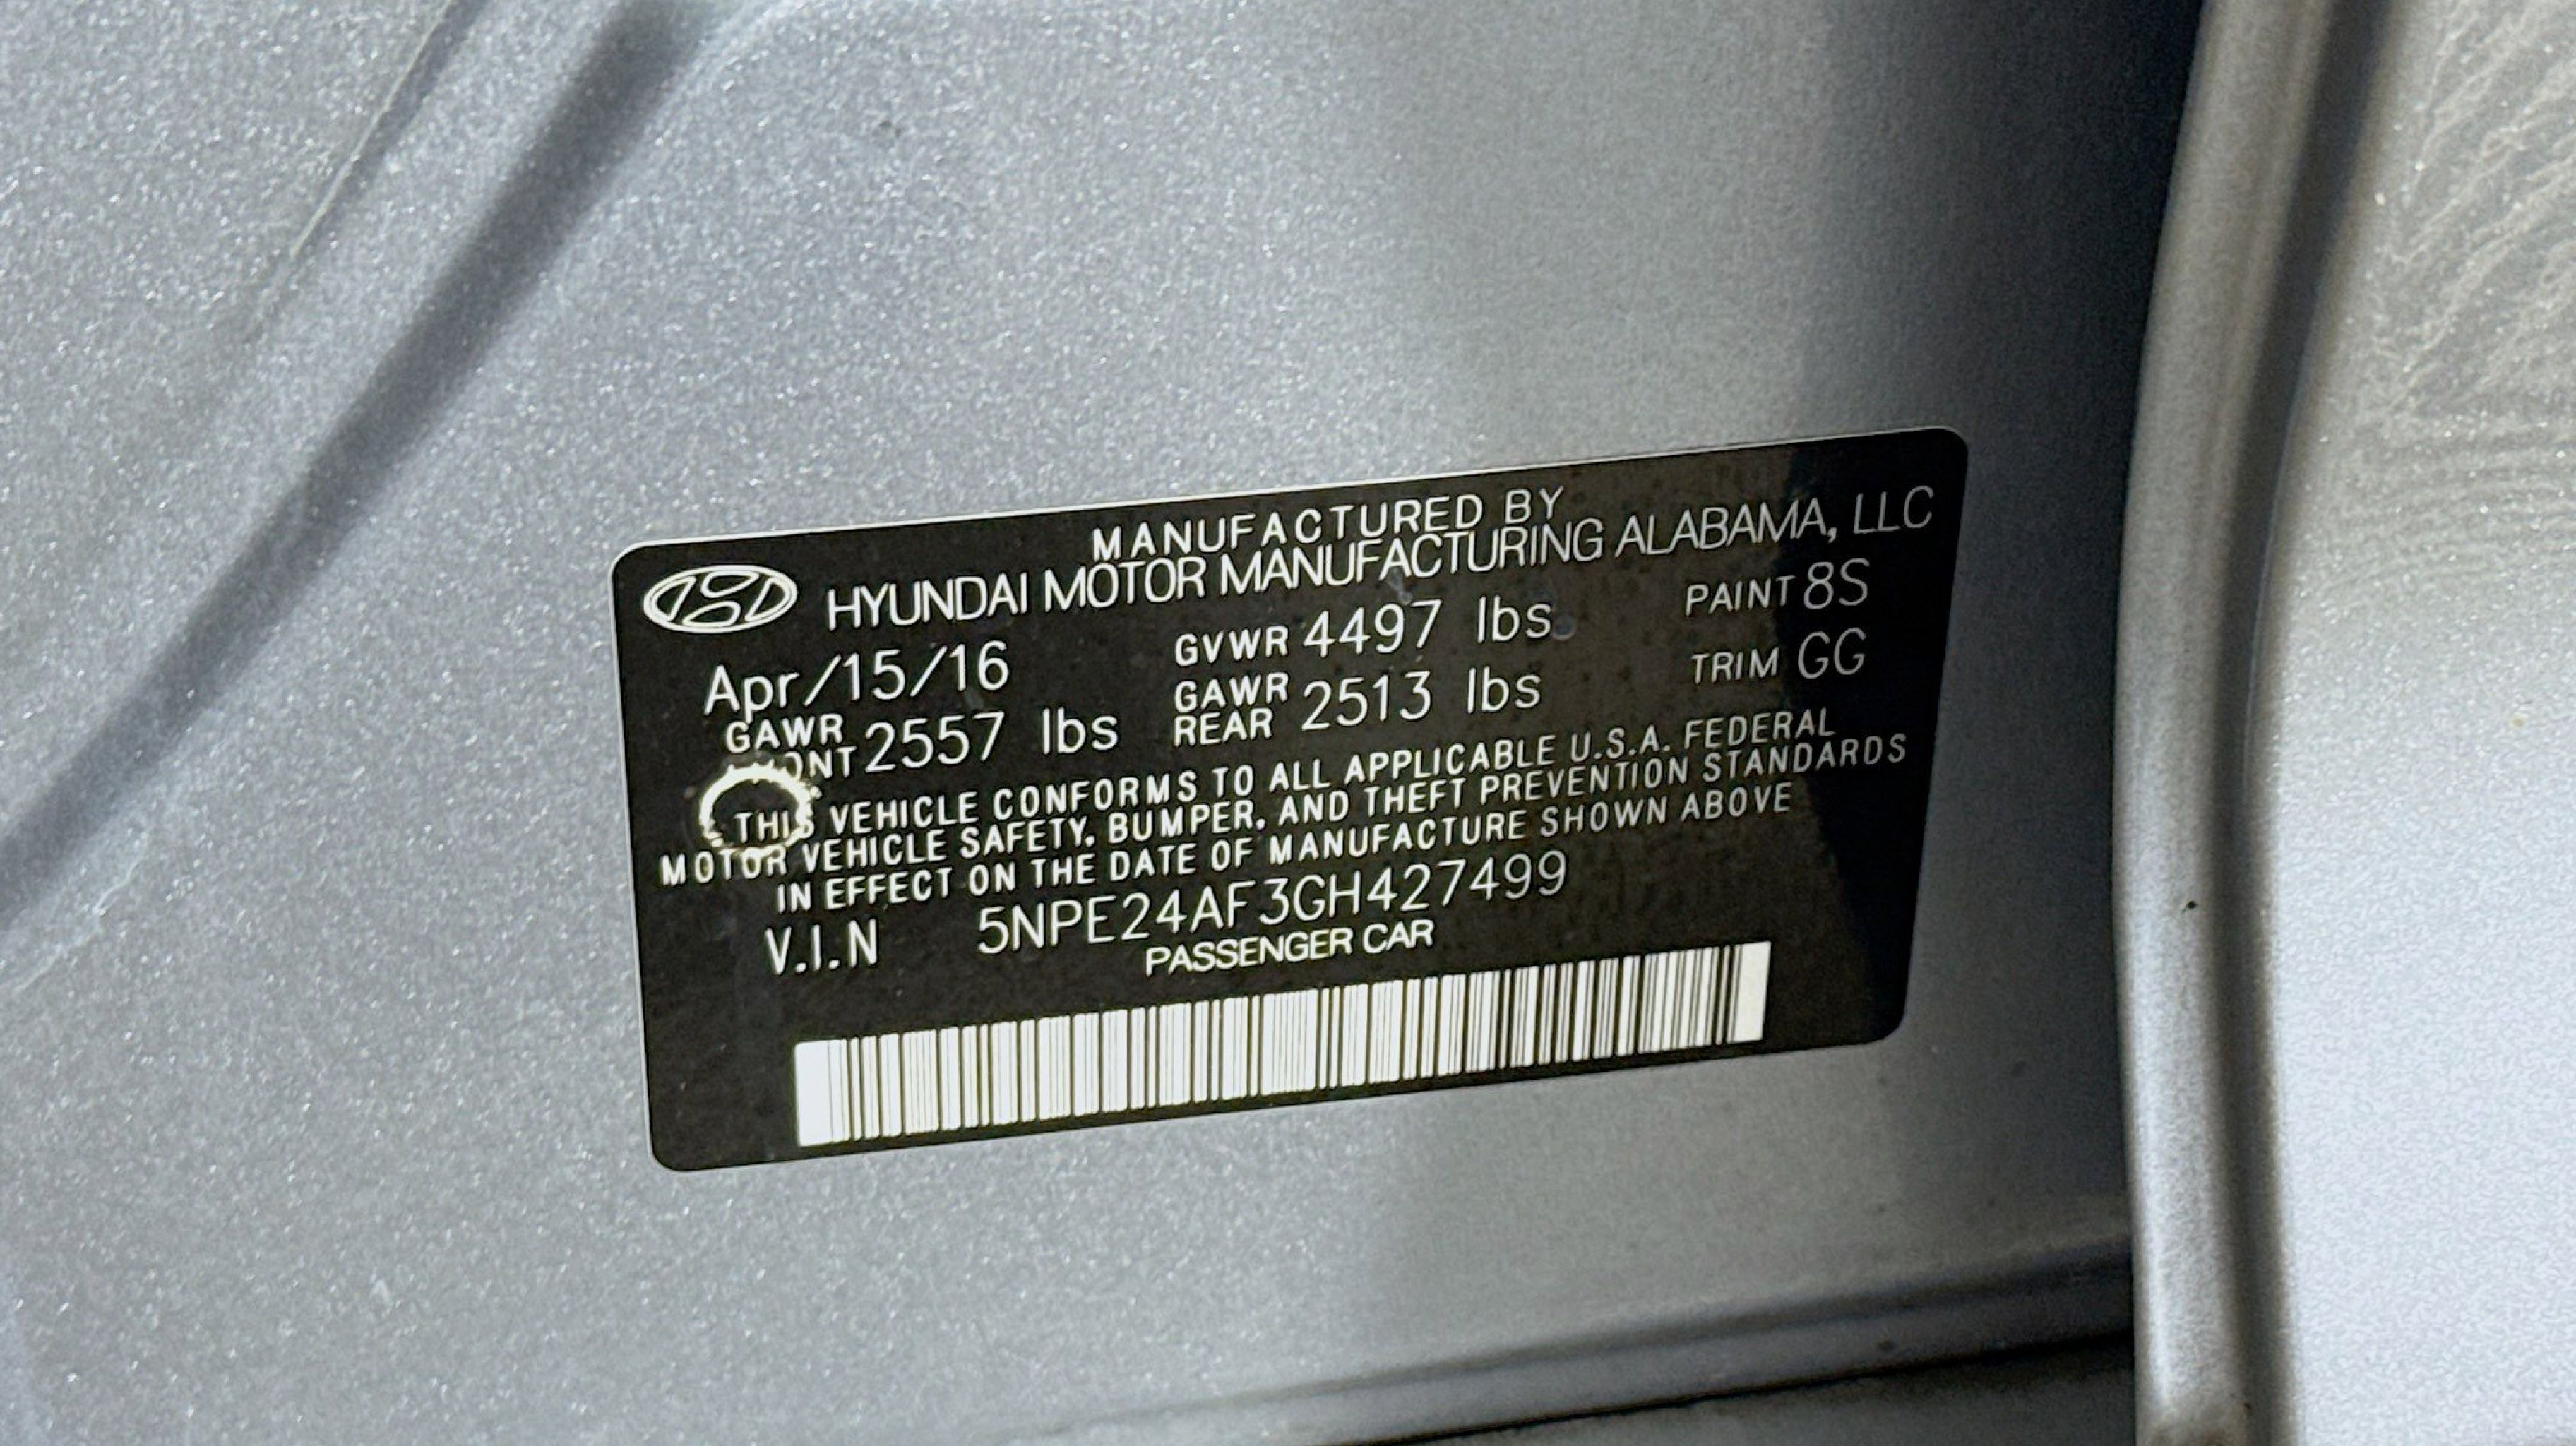 MANUFACTURED BY
HYUNDAI MOTOR MANUFACTURING ALABAMA, LLC
Apr/15/16 GVWR 4497 lbs PAINT 8S
GAWR FRONT 2557 lbs GAWR REAR 2513 lbs TRIM GG
THIS VEHICLE CONFORMS TO ALL APPLICABLE U.S.A. FEDERAL
MOTOR VEHICLE SAFETY, BUMPER, AND THEFT PREVENTION STANDARDS
IN EFFECT ON THE DATE OF MANUFACTURE SHOWN ABOVE
V.I.N 5NPE24AF3GH427499
PASSENGER CAR